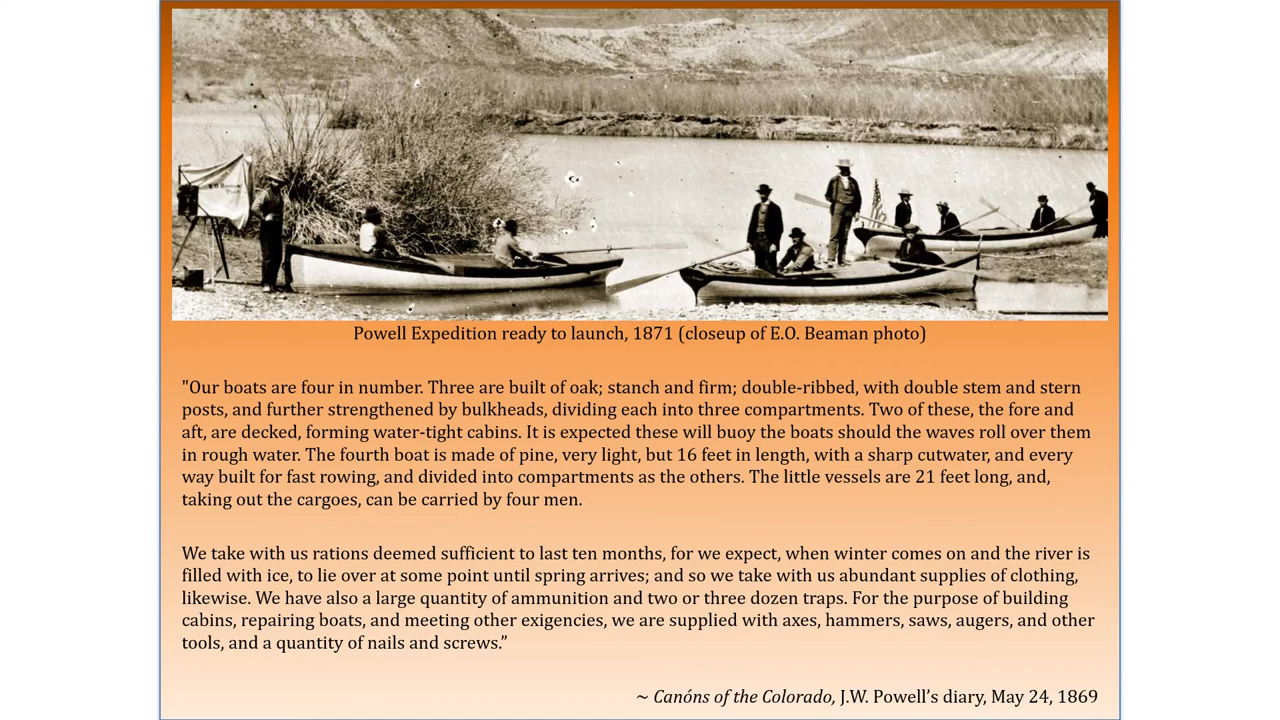 Powell Expedition ready to launch, 1871 (closeup of E.O. Beaman photo)
"Our boats are four in number. Three are built of oak; stanch and firm; double-ribbed, with double stem and stern
posts, and further strengthened by bulkheads, dividing each into three compartments. Two of these, the fore and
aft, are decked, forming water-tight cabins. It is expected these will buoy the boats should the waves roll over them
in rough water. The fourth boat is made of pine, very light, but 16 feet in length, with a sharp cutwater, and every
way built for fast rowing, and divided into compartments as the others. The little vessels are 21 feet long, and,
taking out the cargoes, can be carried by four men.
We take with us rations deemed sufficient to last ten months, for we expect, when winter comes on and the river is
filled with ice, to lie over at some point until spring arrives; and so we take with us abundant supplies of clothing,
likewise. We have also a large quantity of ammunition and two or three dozen traps. For the purpose of building
cabins, repairing boats, and meeting other exigencies, we are supplied with axes, hammers, saws, augers, and other
tools, and a quantity of nails and screws.”
~ Canóns of the Colorado, J.W. Powell’s diary, May 24, 1869